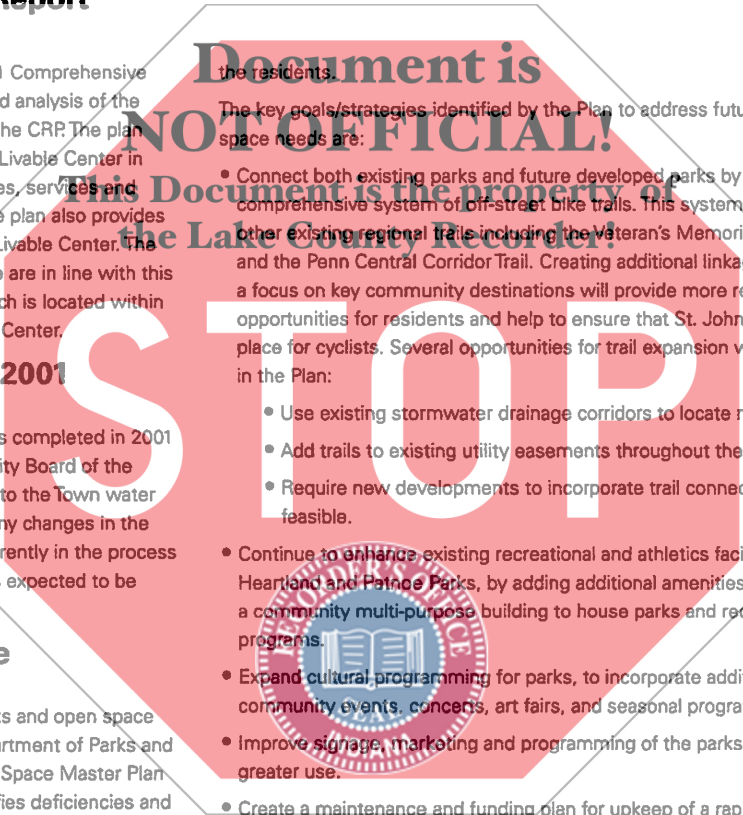 Report
1 Comprehensive
d analysis of the
he CRP. The plan
Livable Center in
es, services and
e plan also provides
Livable Center. The
are in line with this
ch is located within
Center.
2001
s completed in 2001
ity Board of the
to the Town water
ny changes in the
rently in the process
expected to be
e
ts and open space
artment of Parks and
Space Master Plan
fies deficiencies and
the residents.
The key goals/strategies identified by the Plan to address futu
space needs are:
• Connect both existing parks and future developed parks by
comprehensive system of off-street bike trails. This system
other existing regional trails including the Veteran's Memori
and the Penn Central Corridor Trail. Creating additional linka
a focus on key community destinations will provide more re
opportunities for residents and help to ensure that St. John
place for cyclists. Several opportunities for trail expansion w
in the Plan:
• Use existing stormwater drainage corridors to locate n
• Add trails to existing utility easements throughout the
• Require new developments to incorporate trail connec
feasible.
• Continue to enhance existing recreational and athletics faci
Heartland and Patnoe Parks, by adding additional amenities
a community multi-purpose building to house parks and rec
programs.
• Expand cultural programming for parks, to incorporate addi
community events, concerts, art fairs, and seasonal progra
• Improve signage, marketing and programming of the parks
greater use.
• Create a maintenance and funding plan for upkeep of a rap
Document is
NOT OFFICIAL!
This Document is the property of
the Lake County Recorder!
STOP
RECORDER'S OFFICE
SEAL
INDIANA